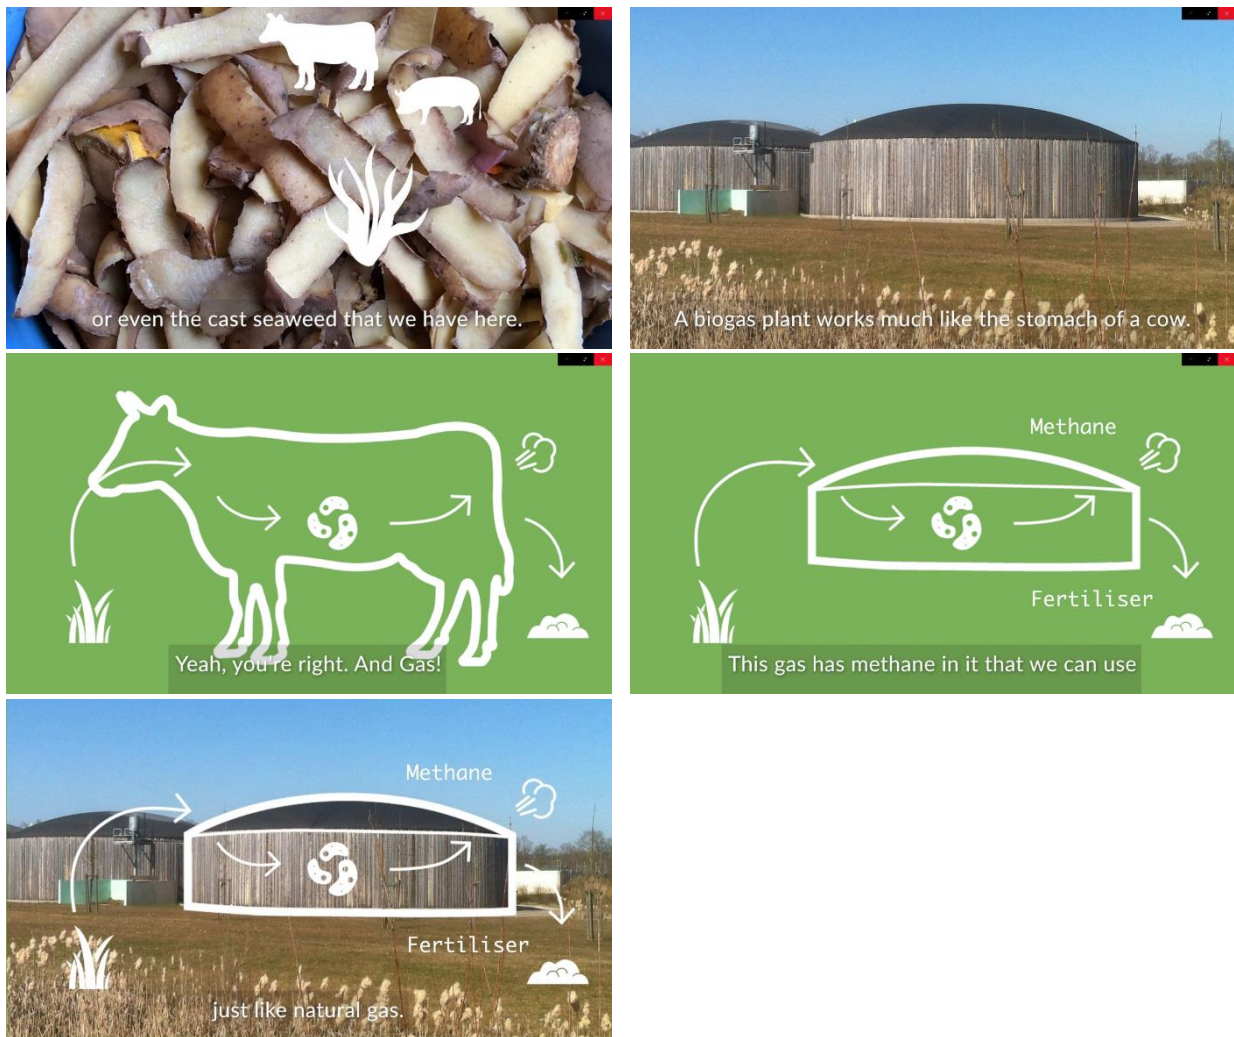 or even the cast seaweed that we have here.
A biogas plant works much like the stomach of a cow.
Yeah, you're right. And Gas!
Methane
Fertiliser
This gas has methane in it that we can use
Methane
Fertiliser
just like natural gas.